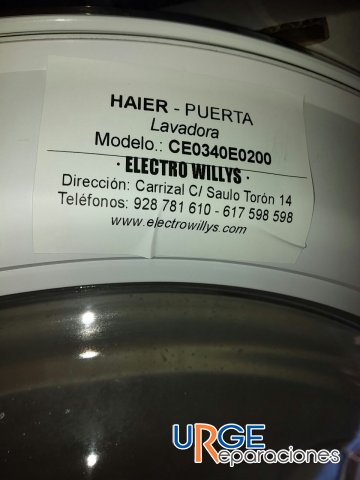 HAIER - PUERTA
Lavadora
Modelo.: CE0340E0200
· ELECTRO WILLYS ·
Dirección: Carrizal C/ Saulo Torón 14
Teléfonos: 928 781 610 - 617 598 598
www.electrowillys.com
URGE
Reparaciones